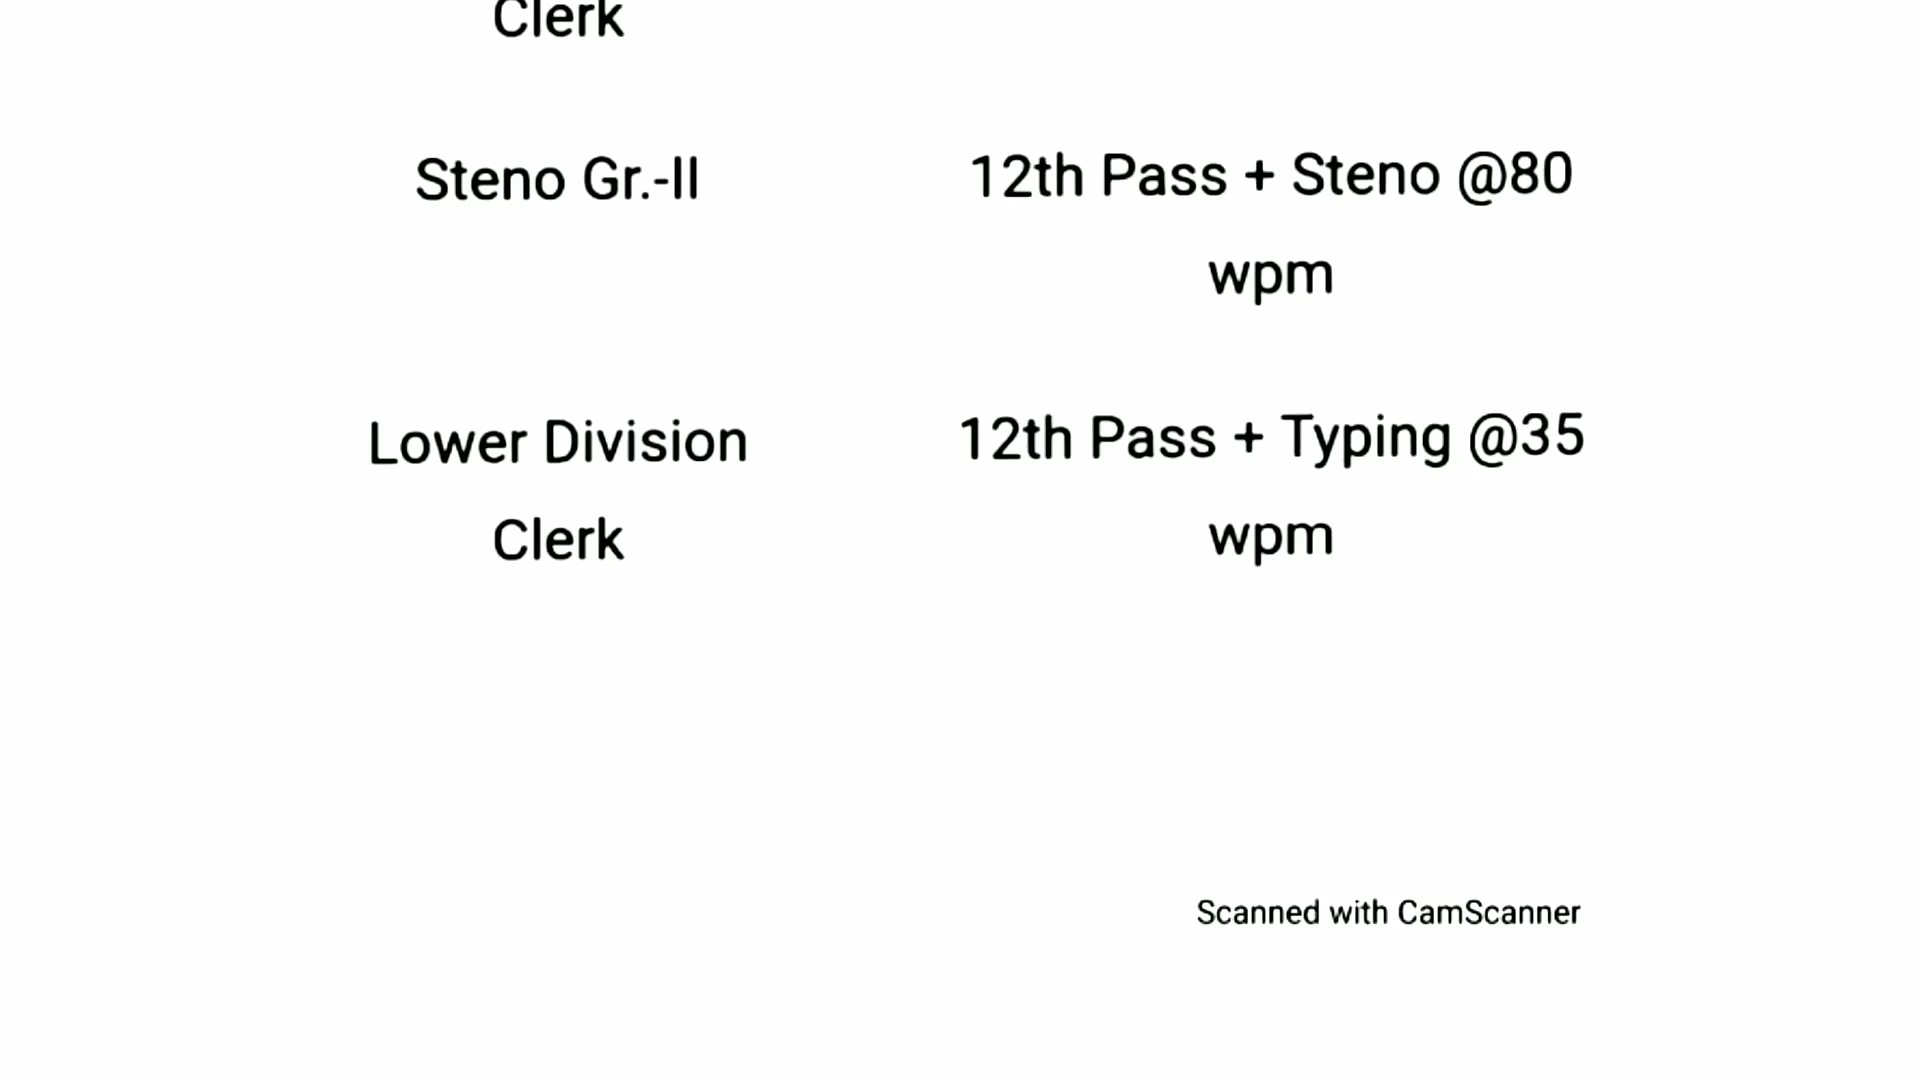 Clerk
Steno Gr.-II
12th Pass + Steno @80
wpm
Lower Division
12th Pass + Typing @35
Clerk
wpm
Scanned with CamScanner